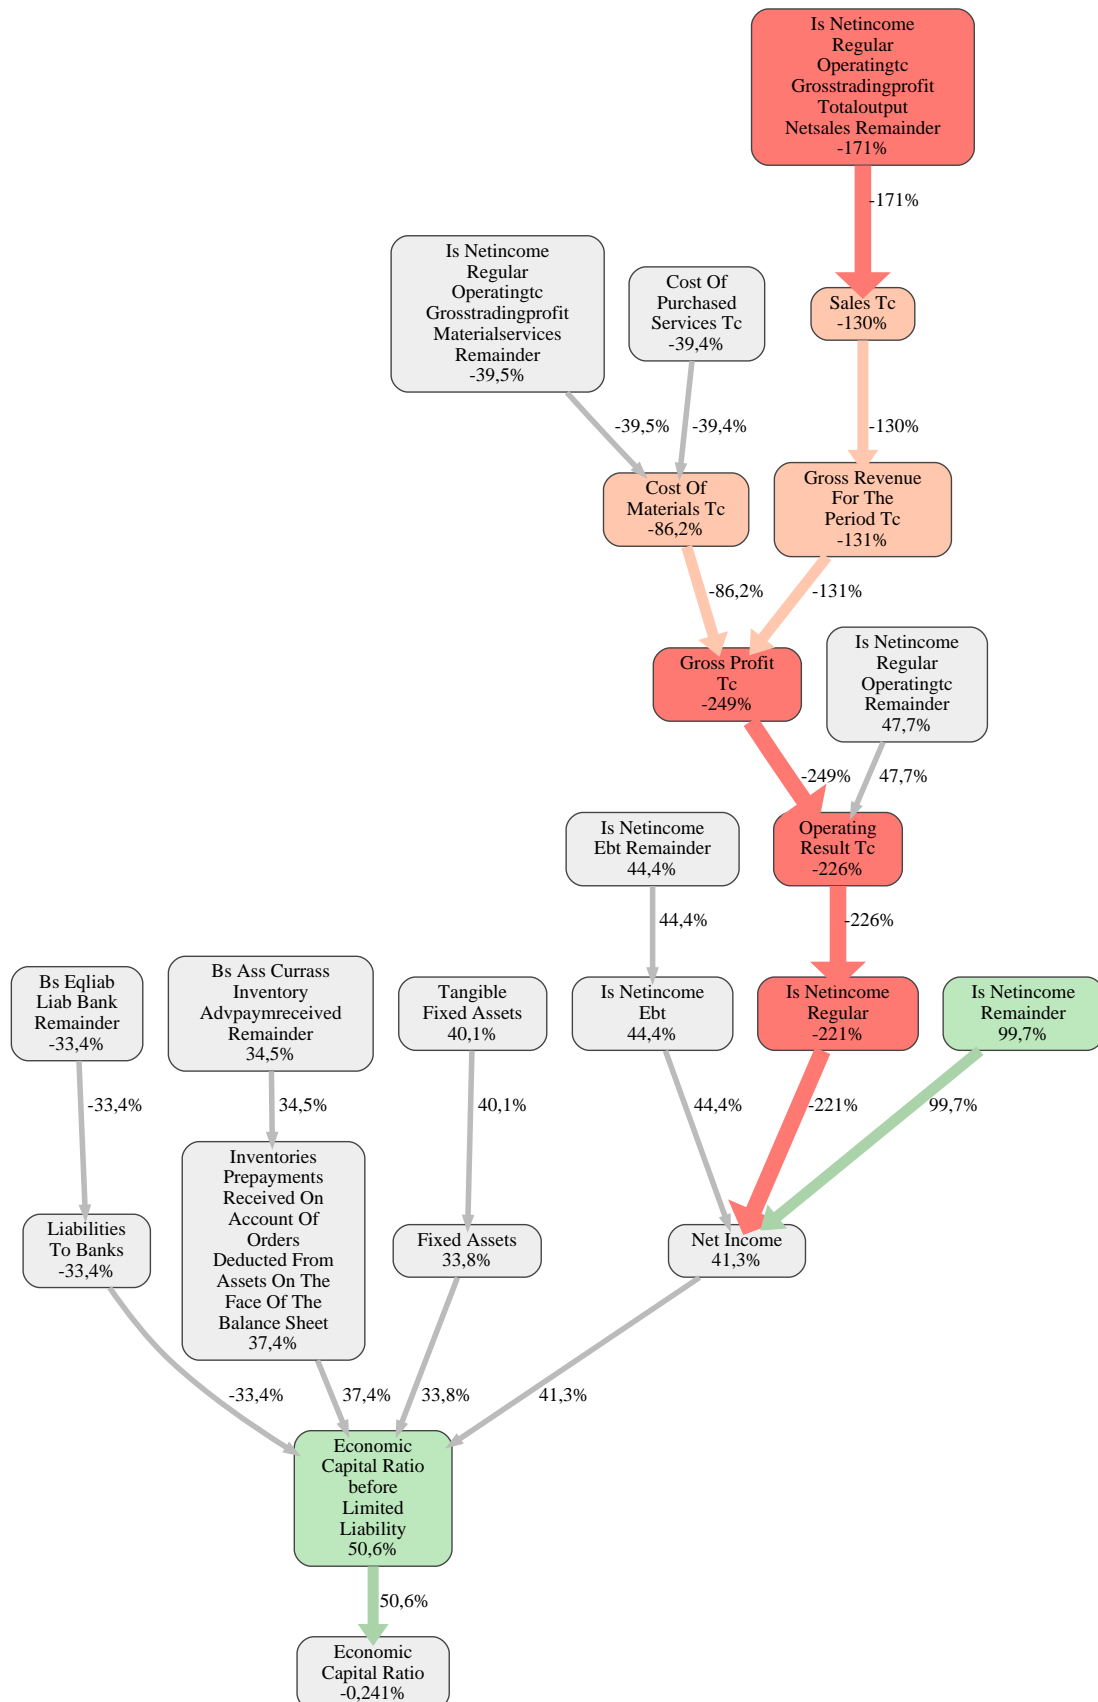 Is Netincome
Regular
Operatingtc
Grosstradingprofit
Totaloutput
Netsales Remainder
-171%
-171%
Is Netincome
Regular
Operatingtc
Grosstradingprofit
Materialservices
Remainder
-39,5%
Cost Of
Purchased
Services Tc
-39,4%
Sales Tc
-130%
-39,5%
-39,4%
-130%
Cost Of
Materials Tc
-86,2%
Gross Revenue
For The
Period Tc
-131%
-86,2%
-131%
Gross Profit
Tc
-249%
Is Netincome
Regular
Operatingtc
Remainder
47,7%
-249%
47,7%
Is Netincome
Ebt Remainder
44,4%
Operating
Result Tc
-226%
44,4%
-226%
Bs Eqliab
Liab Bank
Remainder
-33,4%
Bs Ass Currass
Inventory
Advpaymreceived
Remainder
34,5%
Tangible
Fixed Assets
40,1%
Is Netincome
Ebt
44,4%
Is Netincome
Regular
-221%
Is Netincome
Remainder
99,7%
-33,4%
34,5%
40,1%
44,4%
-221%
99,7%
Liabilities
To Banks
-33,4%
Inventories
Prepayments
Received On
Account Of
Orders
Deducted From
Assets On The
Face Of The
Balance Sheet
37,4%
Fixed Assets
33,8%
Net Income
41,3%
-33,4%
37,4%
33,8%
41,3%
Economic
Capital Ratio
before
Limited
Liability
50,6%
50,6%
Economic
Capital Ratio
-0,241%